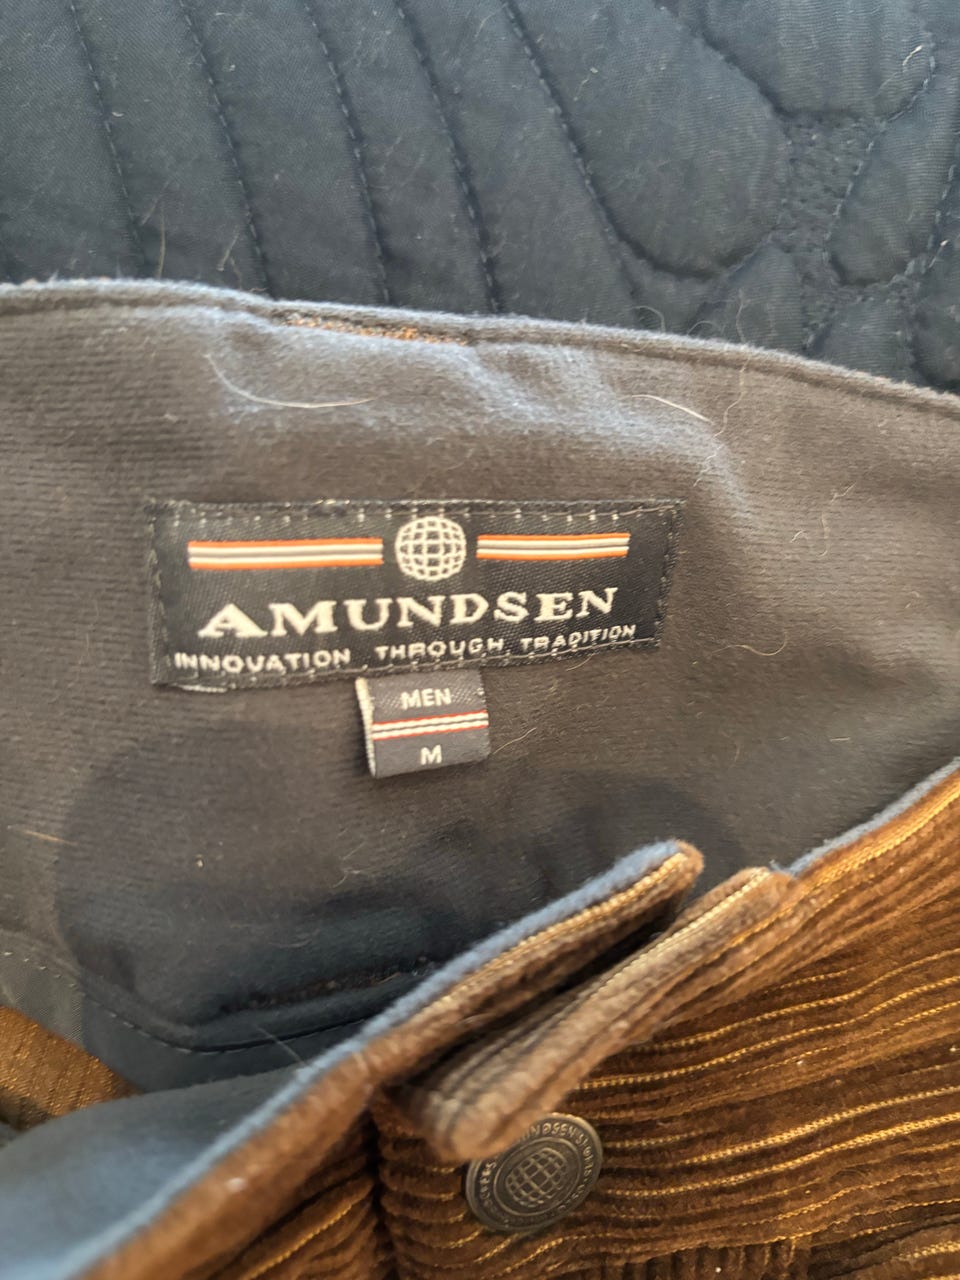 AMUNDSEN
INNOVATION THROUGH TRADITION
MEN
M